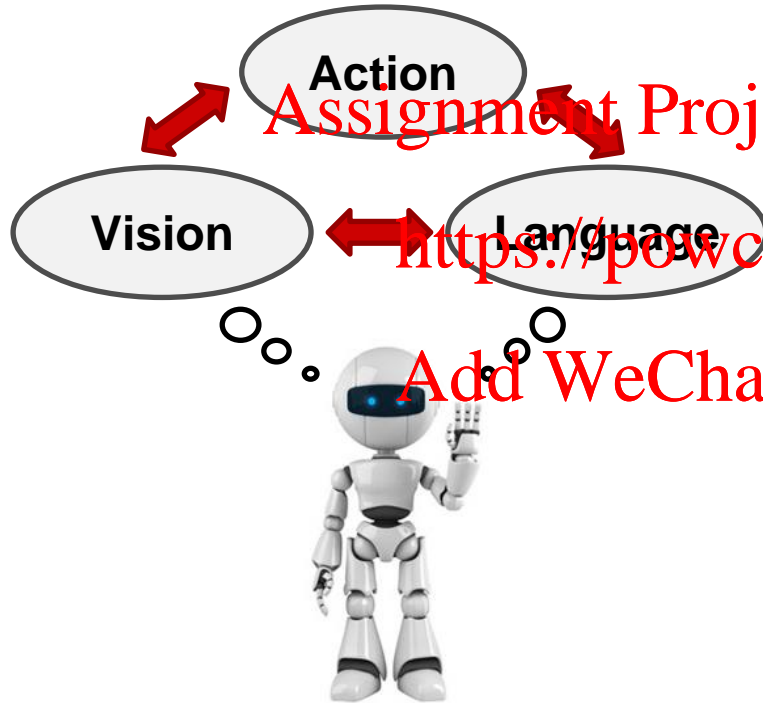 Action
Assignment Proj
Vision
Language
https://powc
Add WeCha